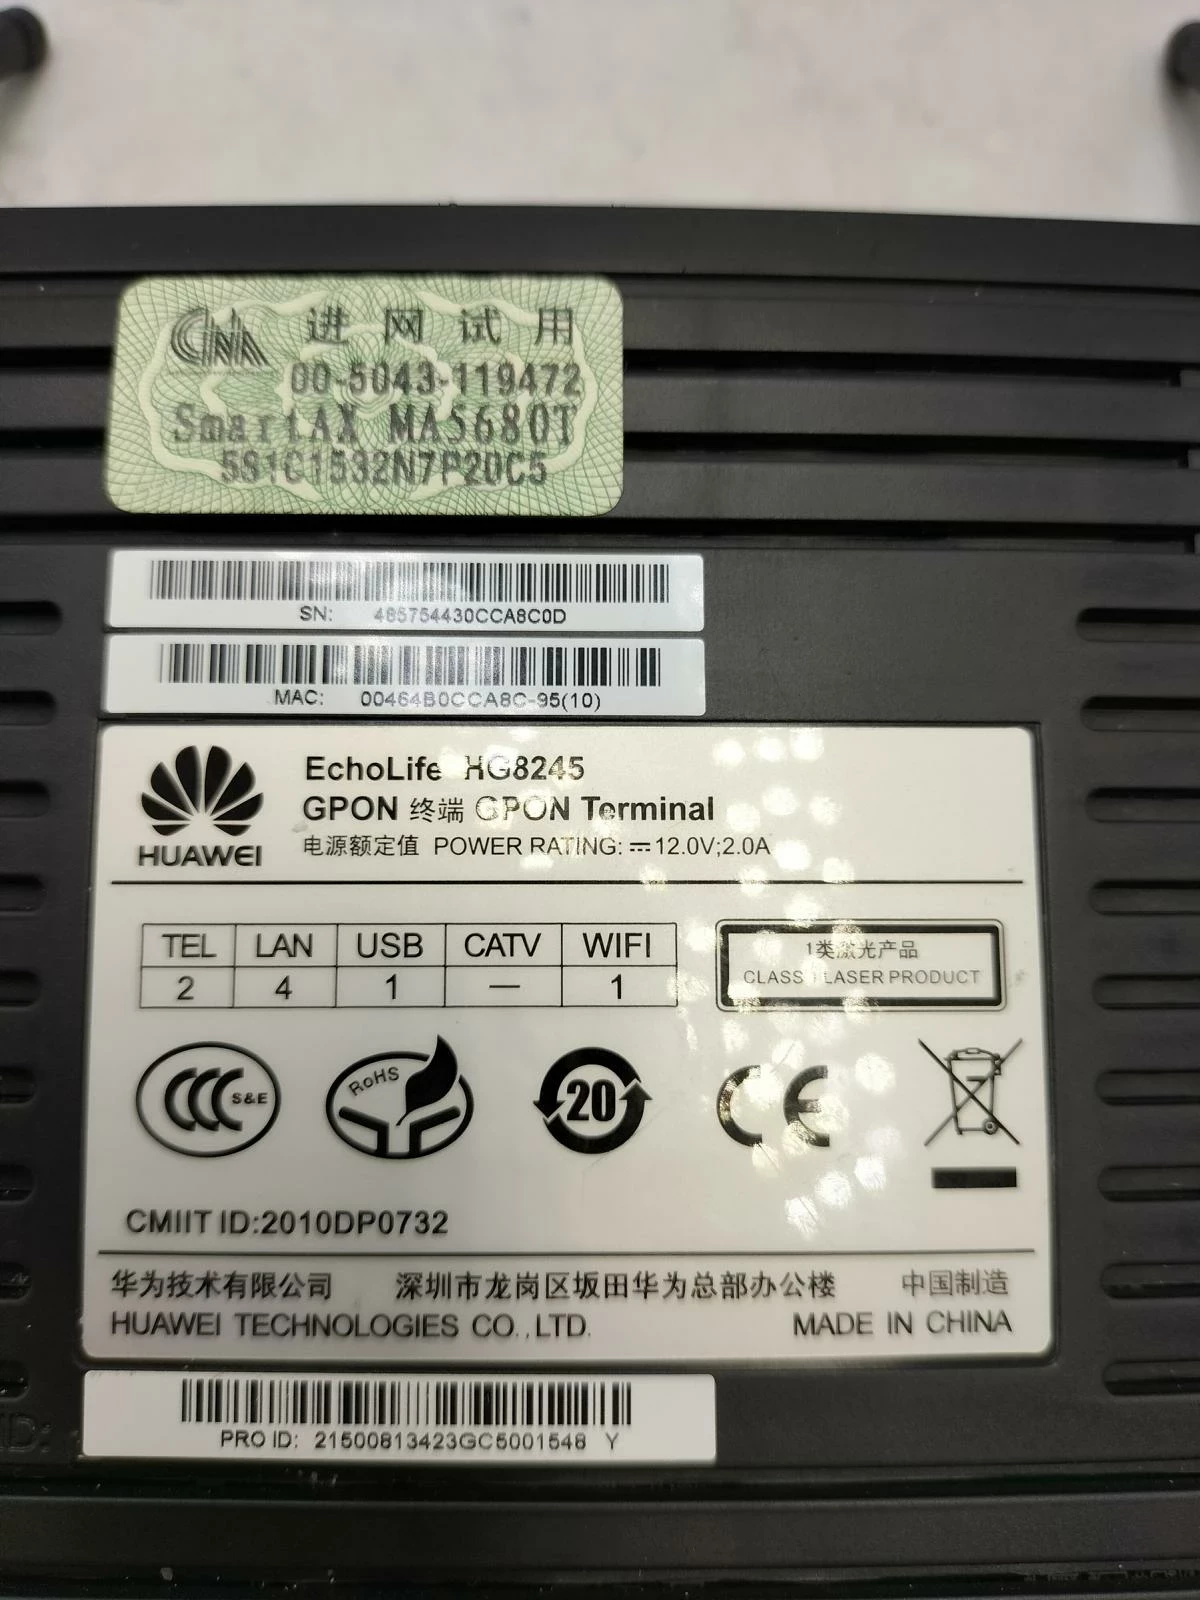 CNA 进网试用
00-5043-119472
SmartAX MA5680T
581C1532N7P20C5
SN: 485754430CCA8C0D
MAC: 00464B0CCA8C-95(10)
HUAWEI
EchoLife HG8245
GPON 终端 GPON Terminal
电源额定值 POWER RATING: ⎓12.0V;2.0A
TEL LAN USB CATV WIFI
2 4 1 — 1
1类激光产品
CLASS 1 LASER PRODUCT
CCC S&E
RoHS
20
CE
CMIIT ID:2010DP0732
华为技术有限公司 深圳市龙岗区坂田华为总部办公楼 中国制造
HUAWEI TECHNOLOGIES CO.,LTD. MADE IN CHINA
ID:
PRO ID: 21500813423GC5001548 Y